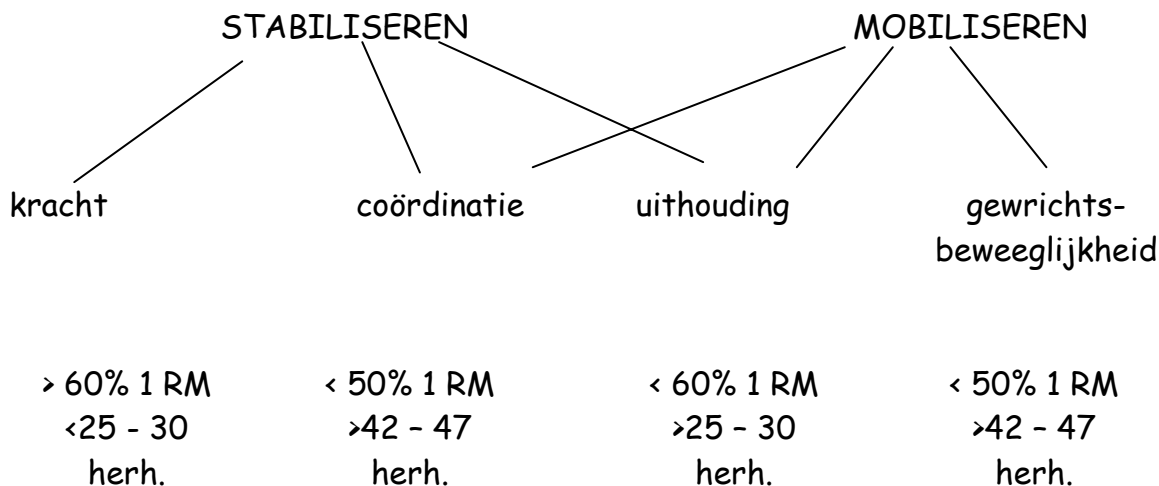 STABILISEREN MOBILISEREN
kracht coördinatie uithouding gewrichts-
beweeglijkheid
> 60% 1 RM < 50% 1 RM < 60% 1 RM < 50% 1 RM
<25 - 30 >42 – 47 >25 – 30 >42 – 47
herh. herh. herh. herh.